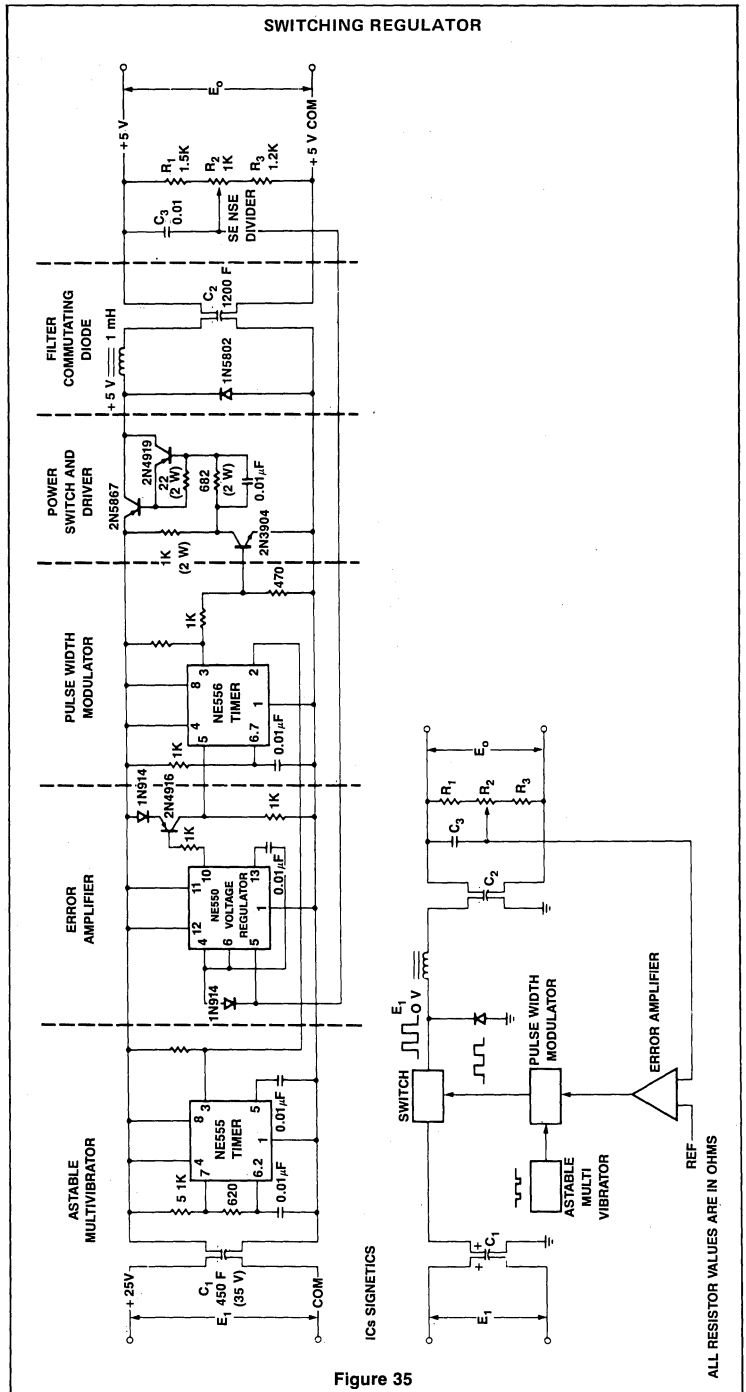 SWITCHING REGULATOR
ASTABLE
MULTIVIBRATOR
ERROR
AMPLIFIER
PULSE WIDTH
MODULATOR
POWER
SWITCH AND
DRIVER
FILTER
COMMUTATING
DIODE
+25V
E1
COM
C1
450 F
(35 V)
5 1K
620
0.01µF
7
4
8
6.2
NE555
TIMER
3
5
1
0.01µF
1N914
4
6
5
12
11
NE550
VOLTAGE
REGULATOR
10
13
1
0.01µF
1K
1N914
2N4916
1K
1K
0.01µF
4
8
5
6.7
NE556
TIMER
3
2
1
1K
470
1K
(2 W)
2N3904
2N5867
2N4919
22
(2 W)
682
(2 W)
0.01µF
+5 V
1 mH
1N5802
C2
1200 F
C3
0.01
SE NSE
DIVIDER
R1
1.5K
R2
1K
R3
1.2K
+5 V
Eo
+5 V COM
ICs SIGNETICS
E1
+ +
C1
SWITCH
E1
O V
ASTABLE
MULTI
VIBRATOR
PULSE WIDTH
MODULATOR
ERROR AMPLIFIER
REF
C2
C3
R1
R2
R3
Eo
ALL RESISTOR VALUES ARE IN OHMS
Figure 35